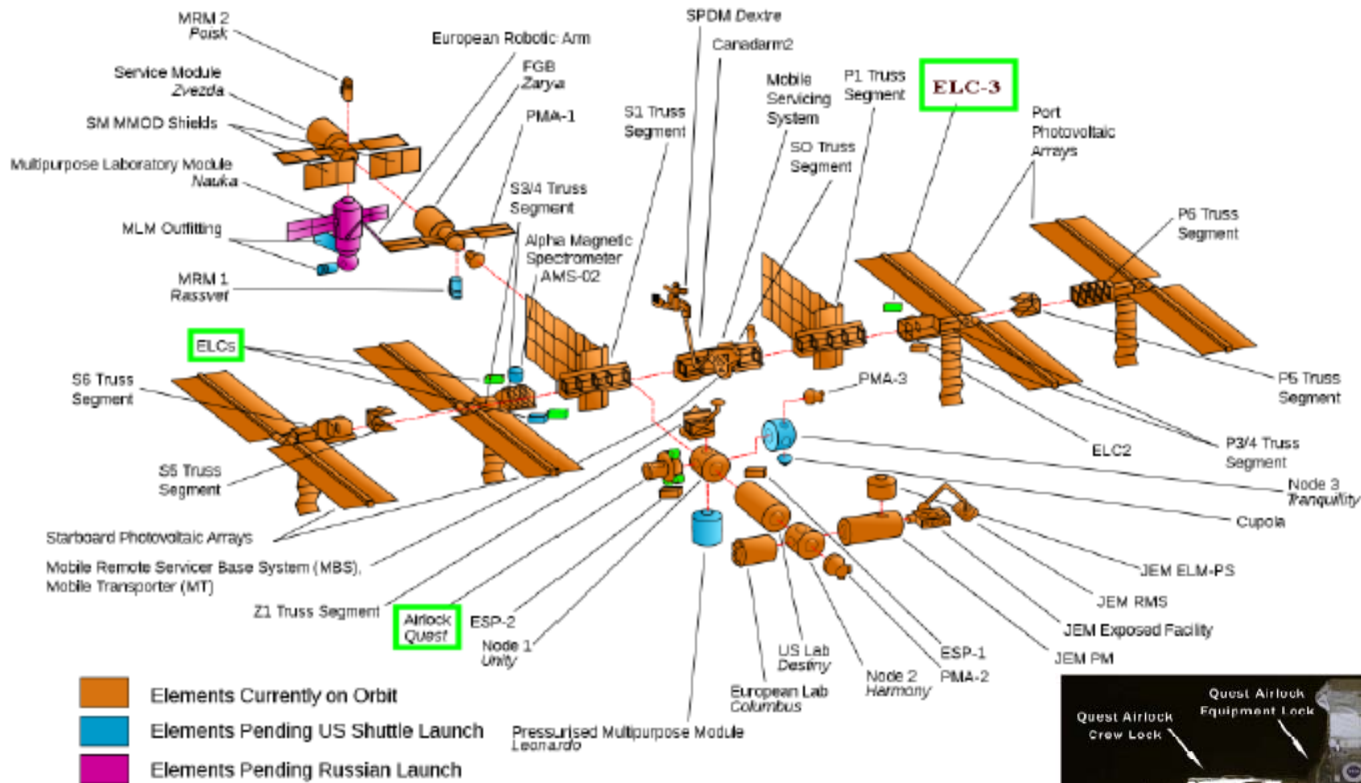 MRM 2
Poisk
European Robotic Arm
Service Module
Zvezda
FGB
Zarya
SM MMOD Shields
PMA-1
Multipurpose Laboratory Module
Nauka
MLM Outfitting
MRM 1
Rassvet
S3/4 Truss
Segment
Alpha Magnetic
Spectrometer
AMS-02
S1 Truss
Segment
SPDM Dextre
Canadarm2
Mobile
Servicing
System
SO Truss
Segment
P1 Truss
Segment
ELC-3
Port
Photovoltaic
Arrays
P6 Truss
Segment
ELCs
S6 Truss
Segment
S5 Truss
Segment
PMA-3
P5 Truss
Segment
ELC2
P3/4 Truss
Segment
Node 3
Tranquillity
Cupola
Starboard Photovoltaic Arrays
Mobile Remote Servicer Base System (MBS),
Mobile Transporter (MT)
Z1 Truss Segment
Airlock
Quest
ESP-2
Node 1
Unity
JEM ELM-PS
JEM RMS
JEM Exposed Facility
JEM PM
US Lab
Destiny
European Lab
Columbus
Node 2
Harmony
ESP-1
PMA-2
Pressurised Multipurpose Module
Leonardo
Elements Currently on Orbit
Elements Pending US Shuttle Launch
Elements Pending Russian Launch
Quest Airlock
Equipment Lock
Quest Airlock
Crew Lock